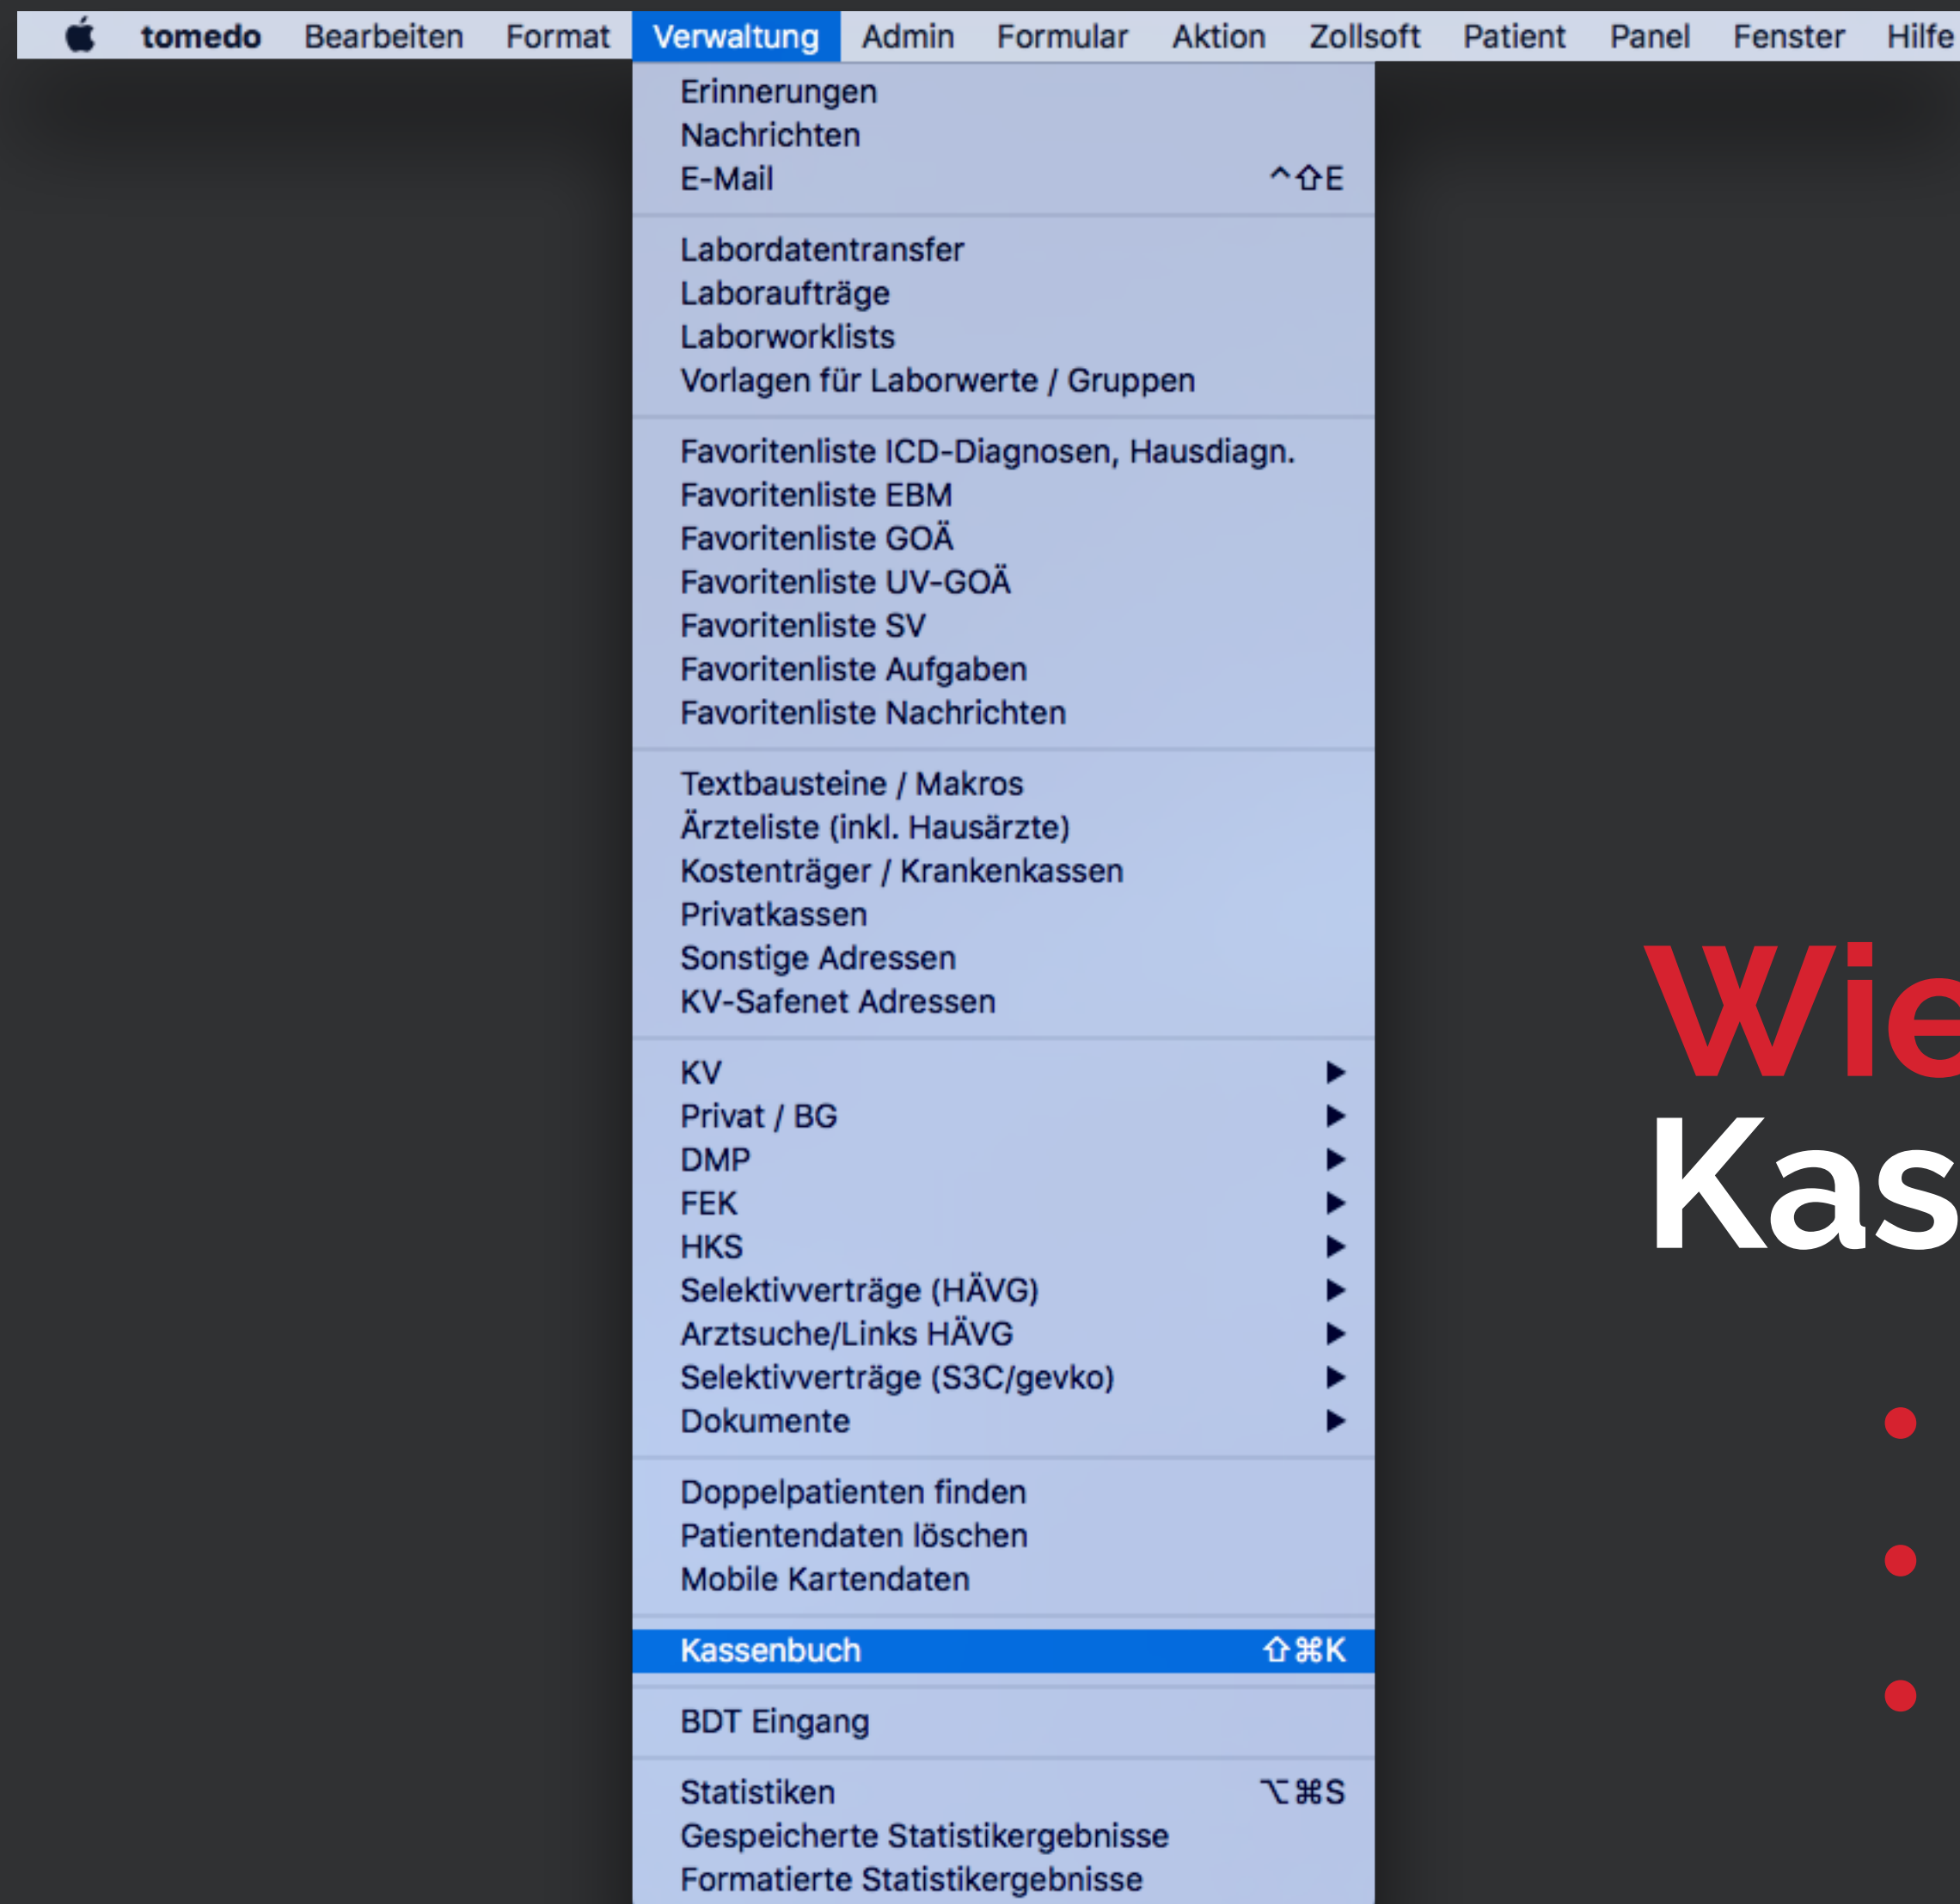 tomedo Bearbeiten Format Verwaltung Admin Formular Aktion Zollsoft Patient Panel Fenster Hilfe
Erinnerungen
Nachrichten
E-Mail ^⇧E
Labordatentransfer
Laboraufträge
Laborworklists
Vorlagen für Laborwerte / Gruppen
Favoritenliste ICD-Diagnosen, Hausdiagn.
Favoritenliste EBM
Favoritenliste GOÄ
Favoritenliste UV-GOÄ
Favoritenliste SV
Favoritenliste Aufgaben
Favoritenliste Nachrichten
Textbausteine / Makros
Ärzteliste (inkl. Hausärzte)
Kostenträger / Krankenkassen
Privatkassen
Sonstige Adressen
KV-Safenet Adressen
KV
Privat / BG
DMP
FEK
HKS
Selektivverträge (HÄVG)
Arztsuche/Links HÄVG
Selektivverträge (S3C/gevko)
Dokumente
Doppelpatienten finden
Patientendaten löschen
Mobile Kartendaten
Kassenbuch ⇧⌘K
BDT Eingang
Statistiken ⌥⌘S
Gespeicherte Statistikergebnisse
Formatierte Statistikergebnisse
Wie
Kas